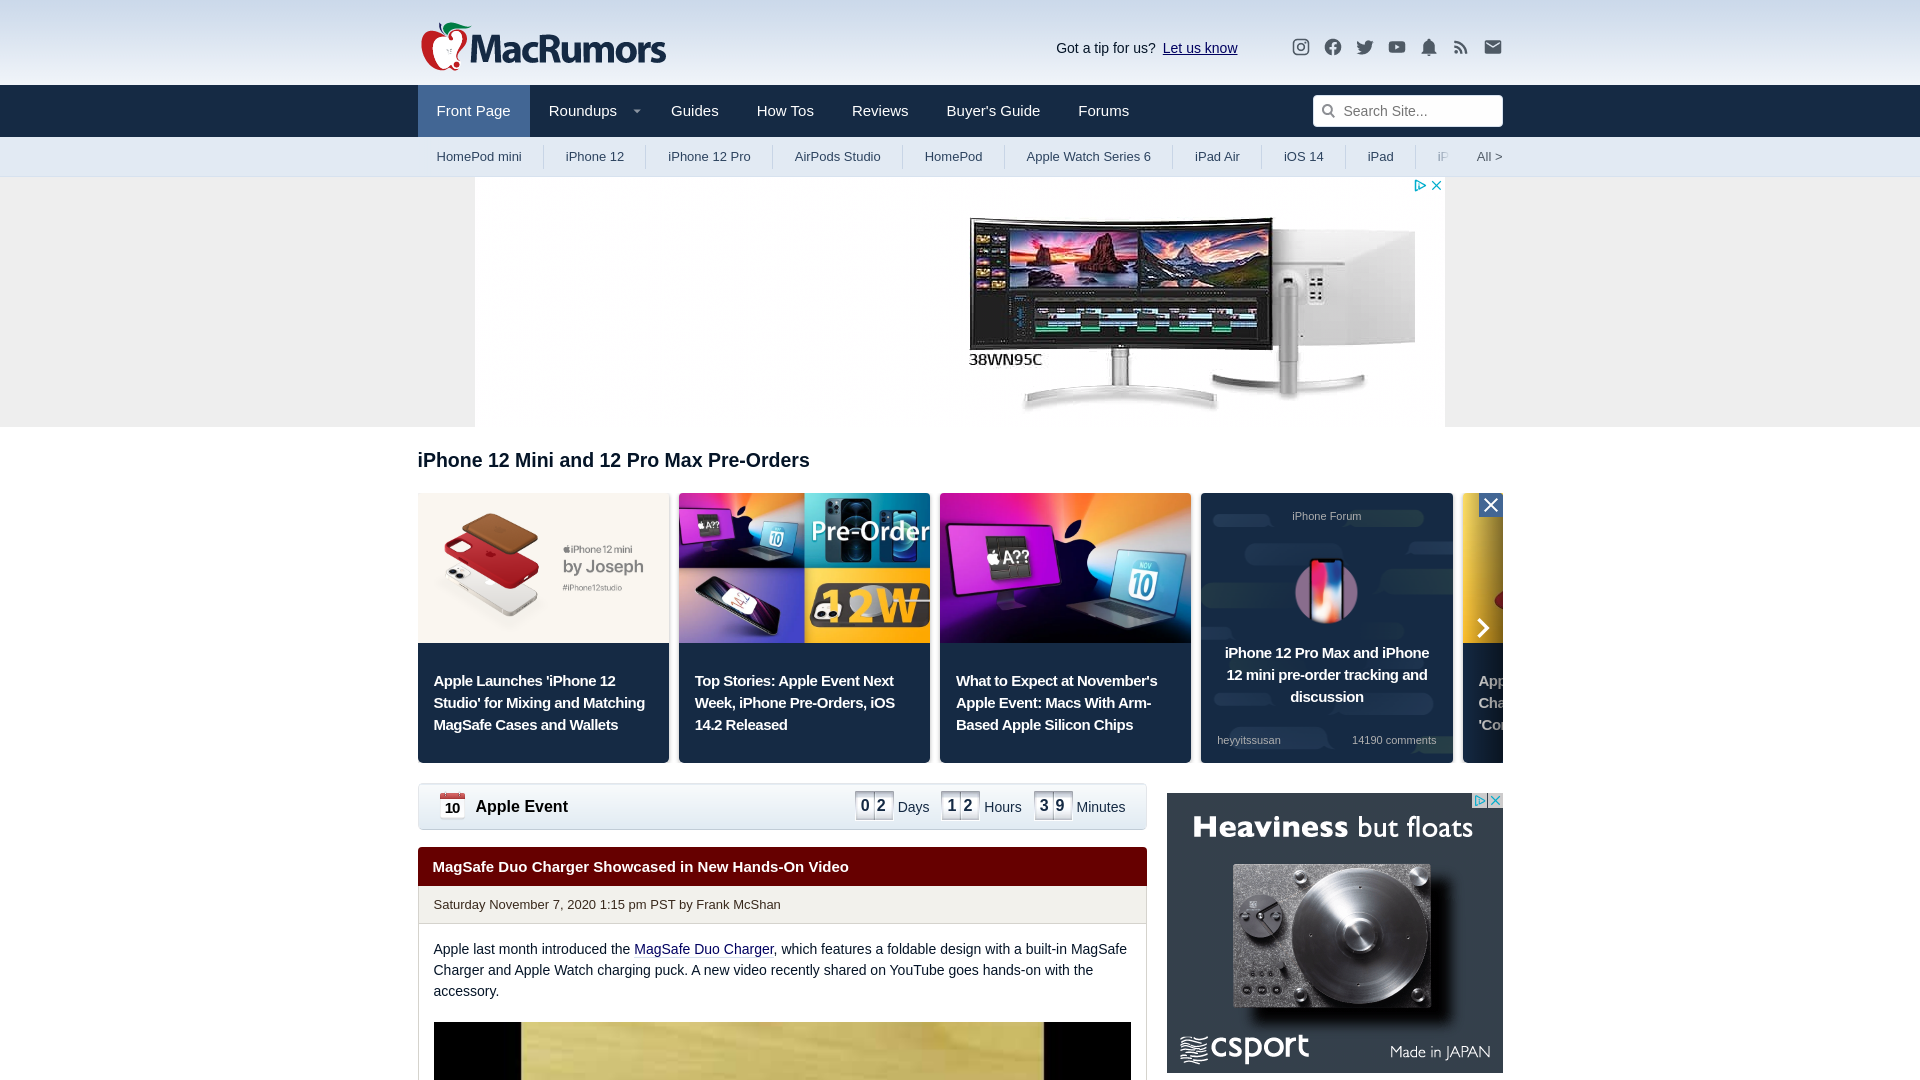 MacRumors
Got a tip for us? Let us know
Front Page
Roundups
Guides
How Tos
Reviews
Buyer's Guide
Forums
Search Site...
HomePod mini
iPhone 12
iPhone 12 Pro
AirPods Studio
HomePod
Apple Watch Series 6
iPad Air
iOS 14
iPad
iP
All >
38WN95C
iPhone 12 Mini and 12 Pro Max Pre-Orders
iPhone 12 mini
by Joseph
#iPhone12studio
Apple Launches 'iPhone 12
Studio' for Mixing and Matching
MagSafe Cases and Wallets
A??
10
Pre-Order
14.2
12W
Top Stories: Apple Event Next
Week, iPhone Pre-Orders, iOS
14.2 Released
A??
NOV
10
What to Expect at November's
Apple Event: Macs With Arm-
Based Apple Silicon Chips
iPhone Forum
iPhone 12 Pro Max and iPhone
12 mini pre-order tracking and
discussion
heyyitssusan
14190 comments
App
Cha
'Cor
10
Apple Event
02 Days 12 Hours 39 Minutes
MagSafe Duo Charger Showcased in New Hands-On Video
Saturday November 7, 2020 1:15 pm PST by Frank McShan
Apple last month introduced the MagSafe Duo Charger, which features a foldable design with a built-in MagSafe
Charger and Apple Watch charging puck. A new video recently shared on YouTube goes hands-on with the
accessory.
Heaviness but floats
csport
Made in JAPAN